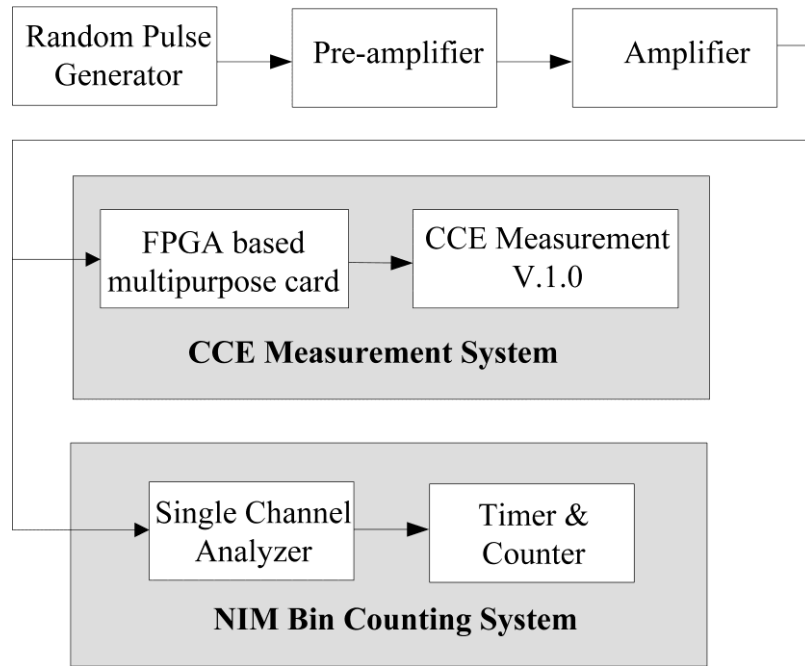 Random Pulse
Generator
Pre-amplifier
Amplifier
FPGA based
multipurpose card
CCE Measurement
V.1.0
CCE Measurement System
Single Channel
Analyzer
Timer &
Counter
NIM Bin Counting System